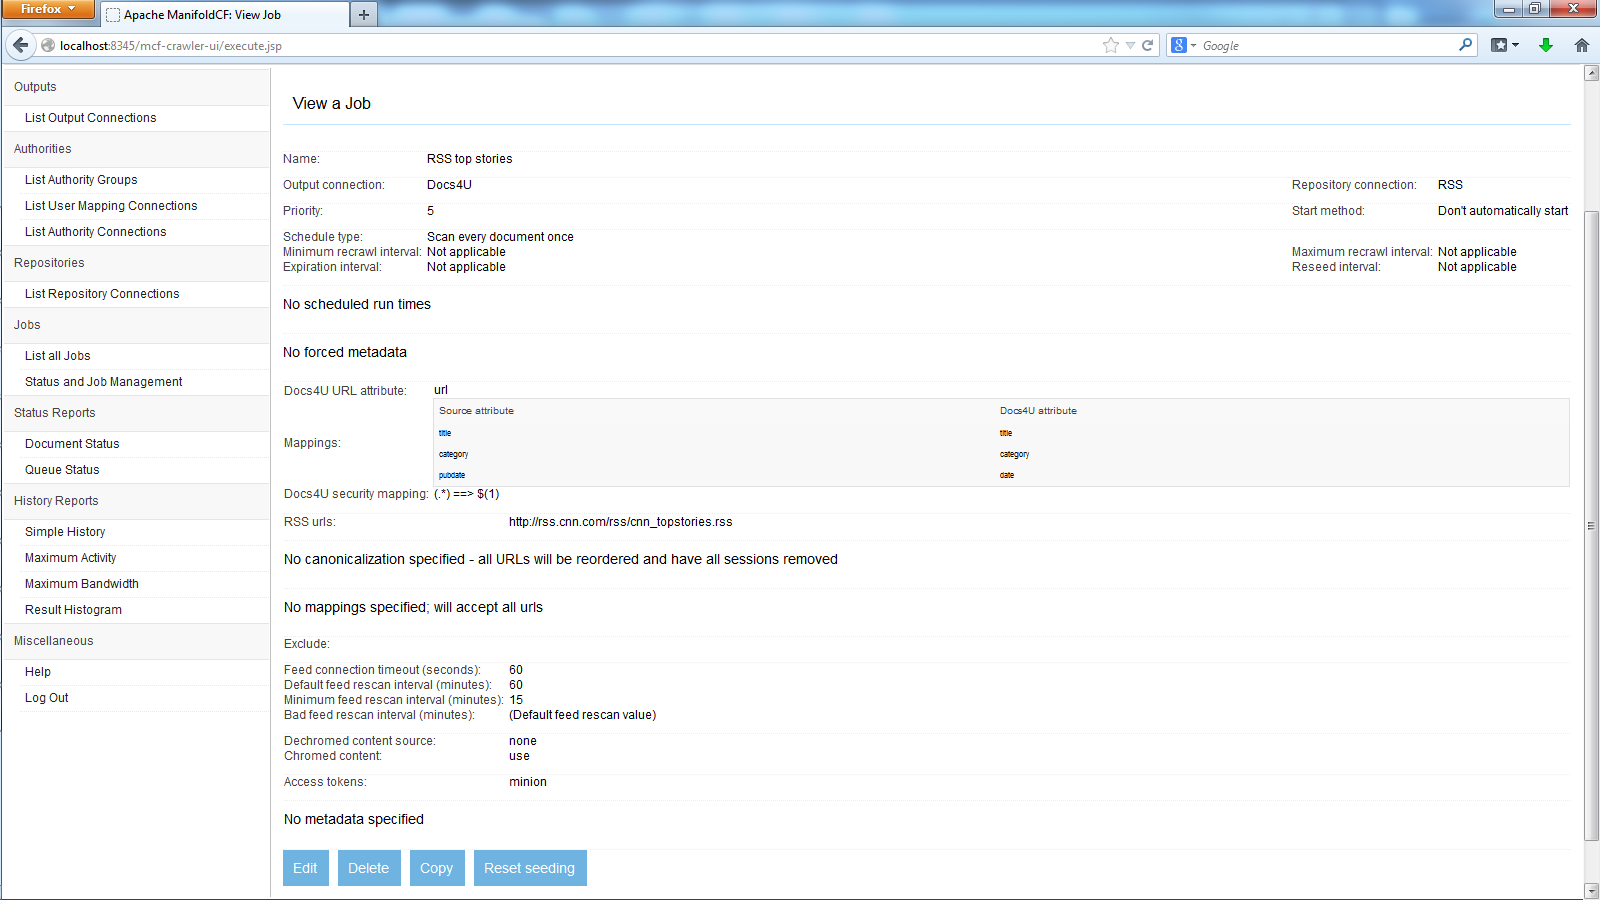 Firefox
Apache ManifoldCF: View Job
localhost:8345/mcf-crawler-ui/execute.jsp
Google
Outputs
List Output Connections
Authorities
List Authority Groups
List User Mapping Connections
List Authority Connections
Repositories
List Repository Connections
Jobs
List all Jobs
Status and Job Management
Status Reports
Document Status
Queue Status
History Reports
Simple History
Maximum Activity
Maximum Bandwidth
Result Histogram
Miscellaneous
Help
Log Out
View a Job
Name: RSS top stories
Output connection: Docs4U Repository connection: RSS
Priority: 5 Start method: Don't automatically start
Schedule type: Scan every document once
Minimum recrawl interval: Not applicable Maximum recrawl interval: Not applicable
Expiration interval: Not applicable Reseed interval: Not applicable
No scheduled run times
No forced metadata
Docs4U URL attribute: url
Mappings:
Source attribute Docs4U attribute
title title
category category
pubdate date
Docs4U security mapping: (.*) ==> $(1)
RSS urls: http://rss.cnn.com/rss/cnn_topstories.rss
No canonicalization specified - all URLs will be reordered and have all sessions removed
No mappings specified; will accept all urls
Exclude:
Feed connection timeout (seconds): 60
Default feed rescan interval (minutes): 60
Minimum feed rescan interval (minutes): 15
Bad feed rescan interval (minutes): (Default feed rescan value)
Dechromed content source: none
Chromed content: use
Access tokens: minion
No metadata specified
Edit Delete Copy Reset seeding